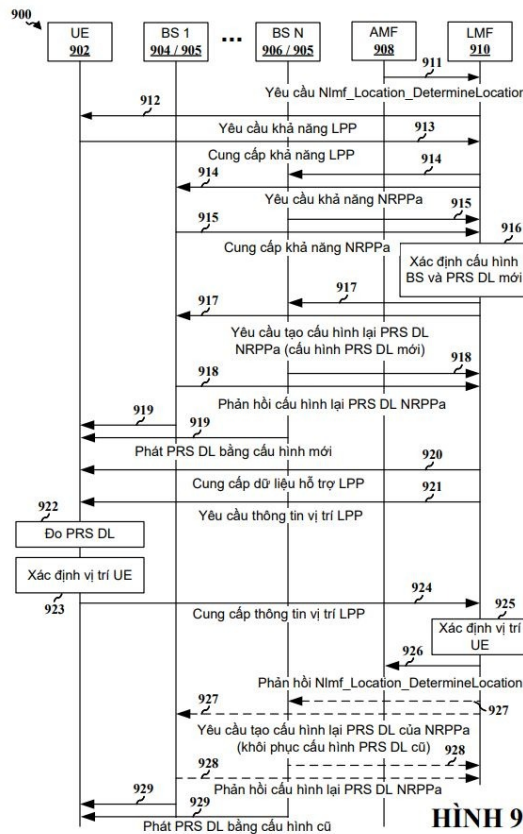 900
UE
902
BS 1
904 / 905
...
BS N
906 / 905
AMF
908
LMF
910
911
Yêu cầu Nlmf_Location_DetermineLocation
912
Yêu cầu khả năng LPP
913
Cung cấp khả năng LPP
914
914
Yêu cầu khả năng NRPPa
915
915
Cung cấp khả năng NRPPa
916
Xác định cấu hình
BS và PRS DL mới
917
917
Yêu cầu tạo cấu hình lại PRS DL
NRPPa (cấu hình PRS DL mới)
918
918
Phản hồi cấu hình lại PRS DL NRPPa
919
919
Phát PRS DL bằng cấu hình mới
920
Cung cấp dữ liệu hỗ trợ LPP
921
Yêu cầu thông tin vị trí LPP
922
Đo PRS DL
Xác định vị trí UE
923
924
Cung cấp thông tin vị trí LPP
925
Xác định vị trí
UE
926
Phản hồi Nlmf_Location_DetermineLocation
927
927
Yêu cầu tạo cấu hình lại PRS DL của NRPPa
(khôi phục cấu hình PRS DL cũ)
928
928
Phản hồi cấu hình lại PRS DL NRPPa
929
929
Phát PRS DL bằng cấu hình cũ
HÌNH 9